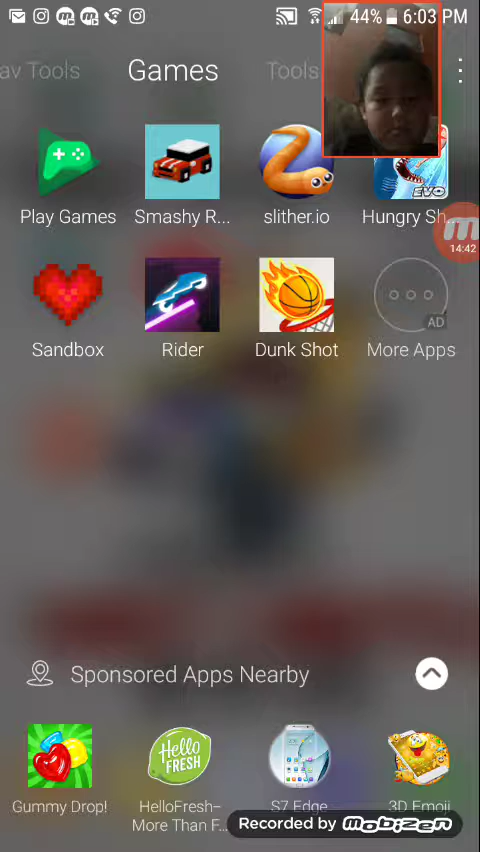 44% 6:03 PM
av Tools Games Tools
Play Games Smashy R... slither.io Hungry Sh...
EVO
14:42
Sandbox Rider Dunk Shot More Apps
AD
Sponsored Apps Nearby
Hello
FRESH
Gummy Drop! HelloFresh– S7 Edge 3D Emoji
More Than F...
Recorded by Mobizen